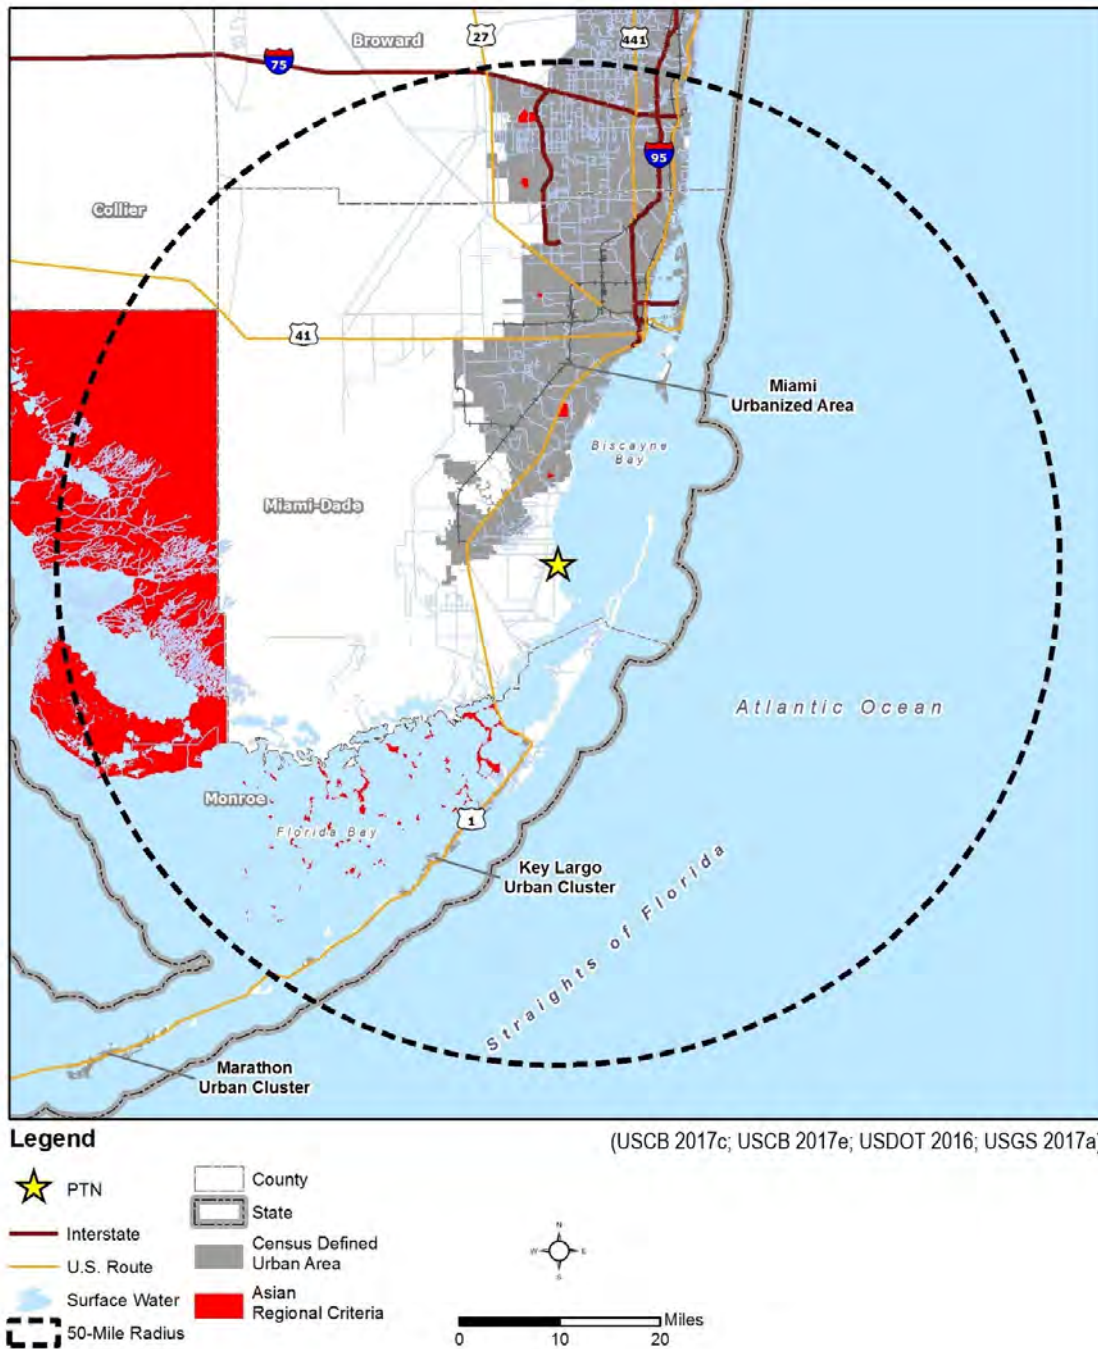 Broward
27
441
75
95
Collier
41
Miami
Urbanized Area
Biscayne
Bay
Miami-Dade
Atlantic Ocean
Monroe
Florida Bay
1
Key Largo
Urban Cluster
Straights of Florida
Marathon
Urban Cluster
Legend
(USCB 2017c; USCB 2017e; USDOT 2016; USGS 2017a)
PTN
County
State
Interstate
Census Defined
Urban Area
U.S. Route
Surface Water
Asian
Regional Criteria
50-Mile Radius
N
W
E
S
Miles
0
10
20